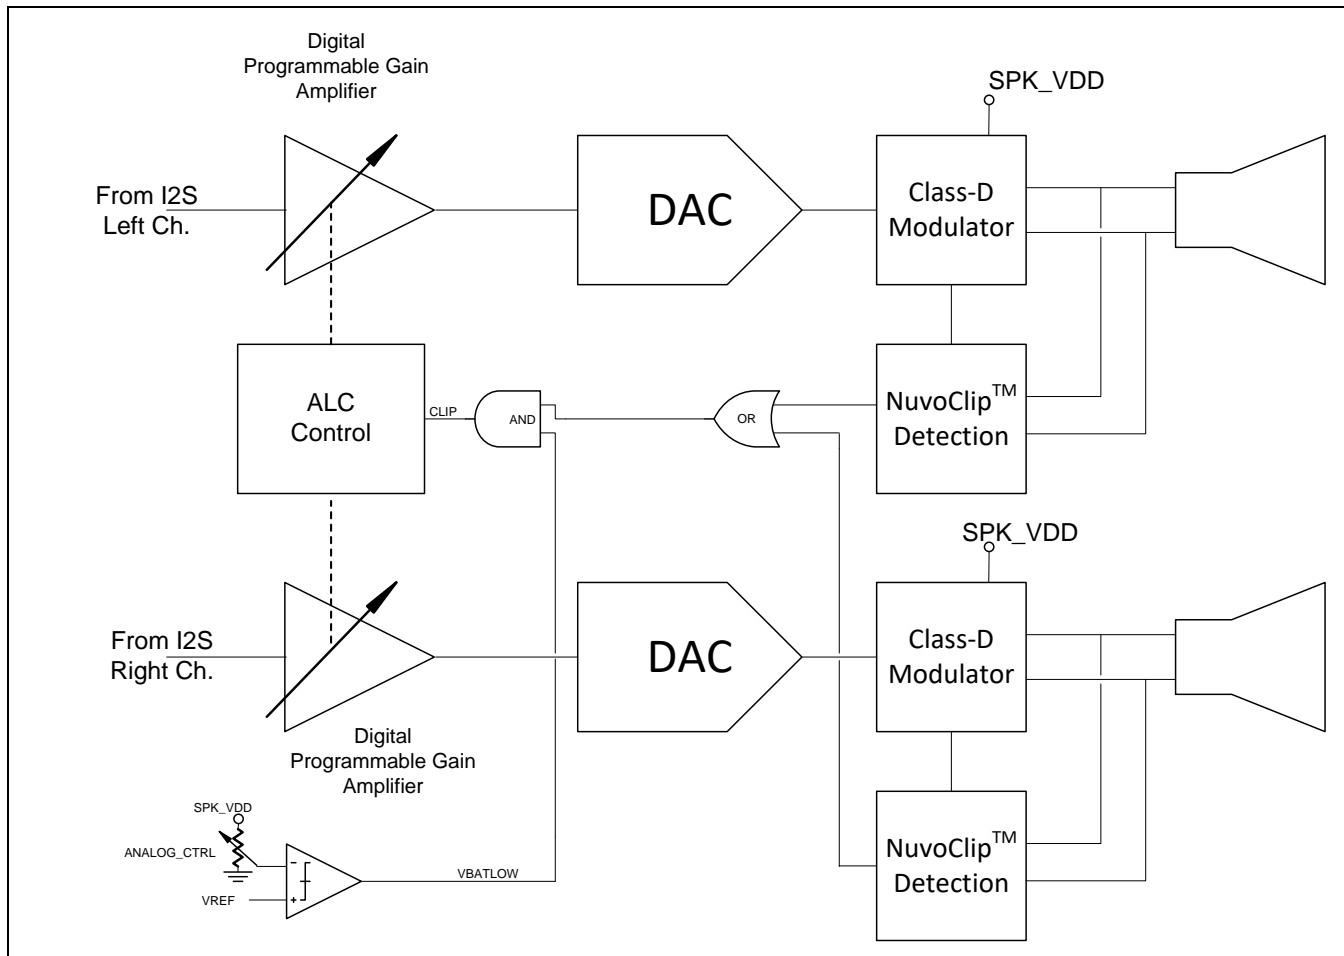 Digital
Programmable Gain
Amplifier
SPK_VDD
From I2S
Left Ch.
DAC
Class-D
Modulator
ALC
Control
CLIP
AND
OR
NuvoClip™
Detection
SPK_VDD
From I2S
Right Ch.
DAC
Class-D
Modulator
Digital
Programmable Gain
Amplifier
SPK_VDD
ANALOG_CTRL
-
VREF
+
VBATLOW
NuvoClip™
Detection